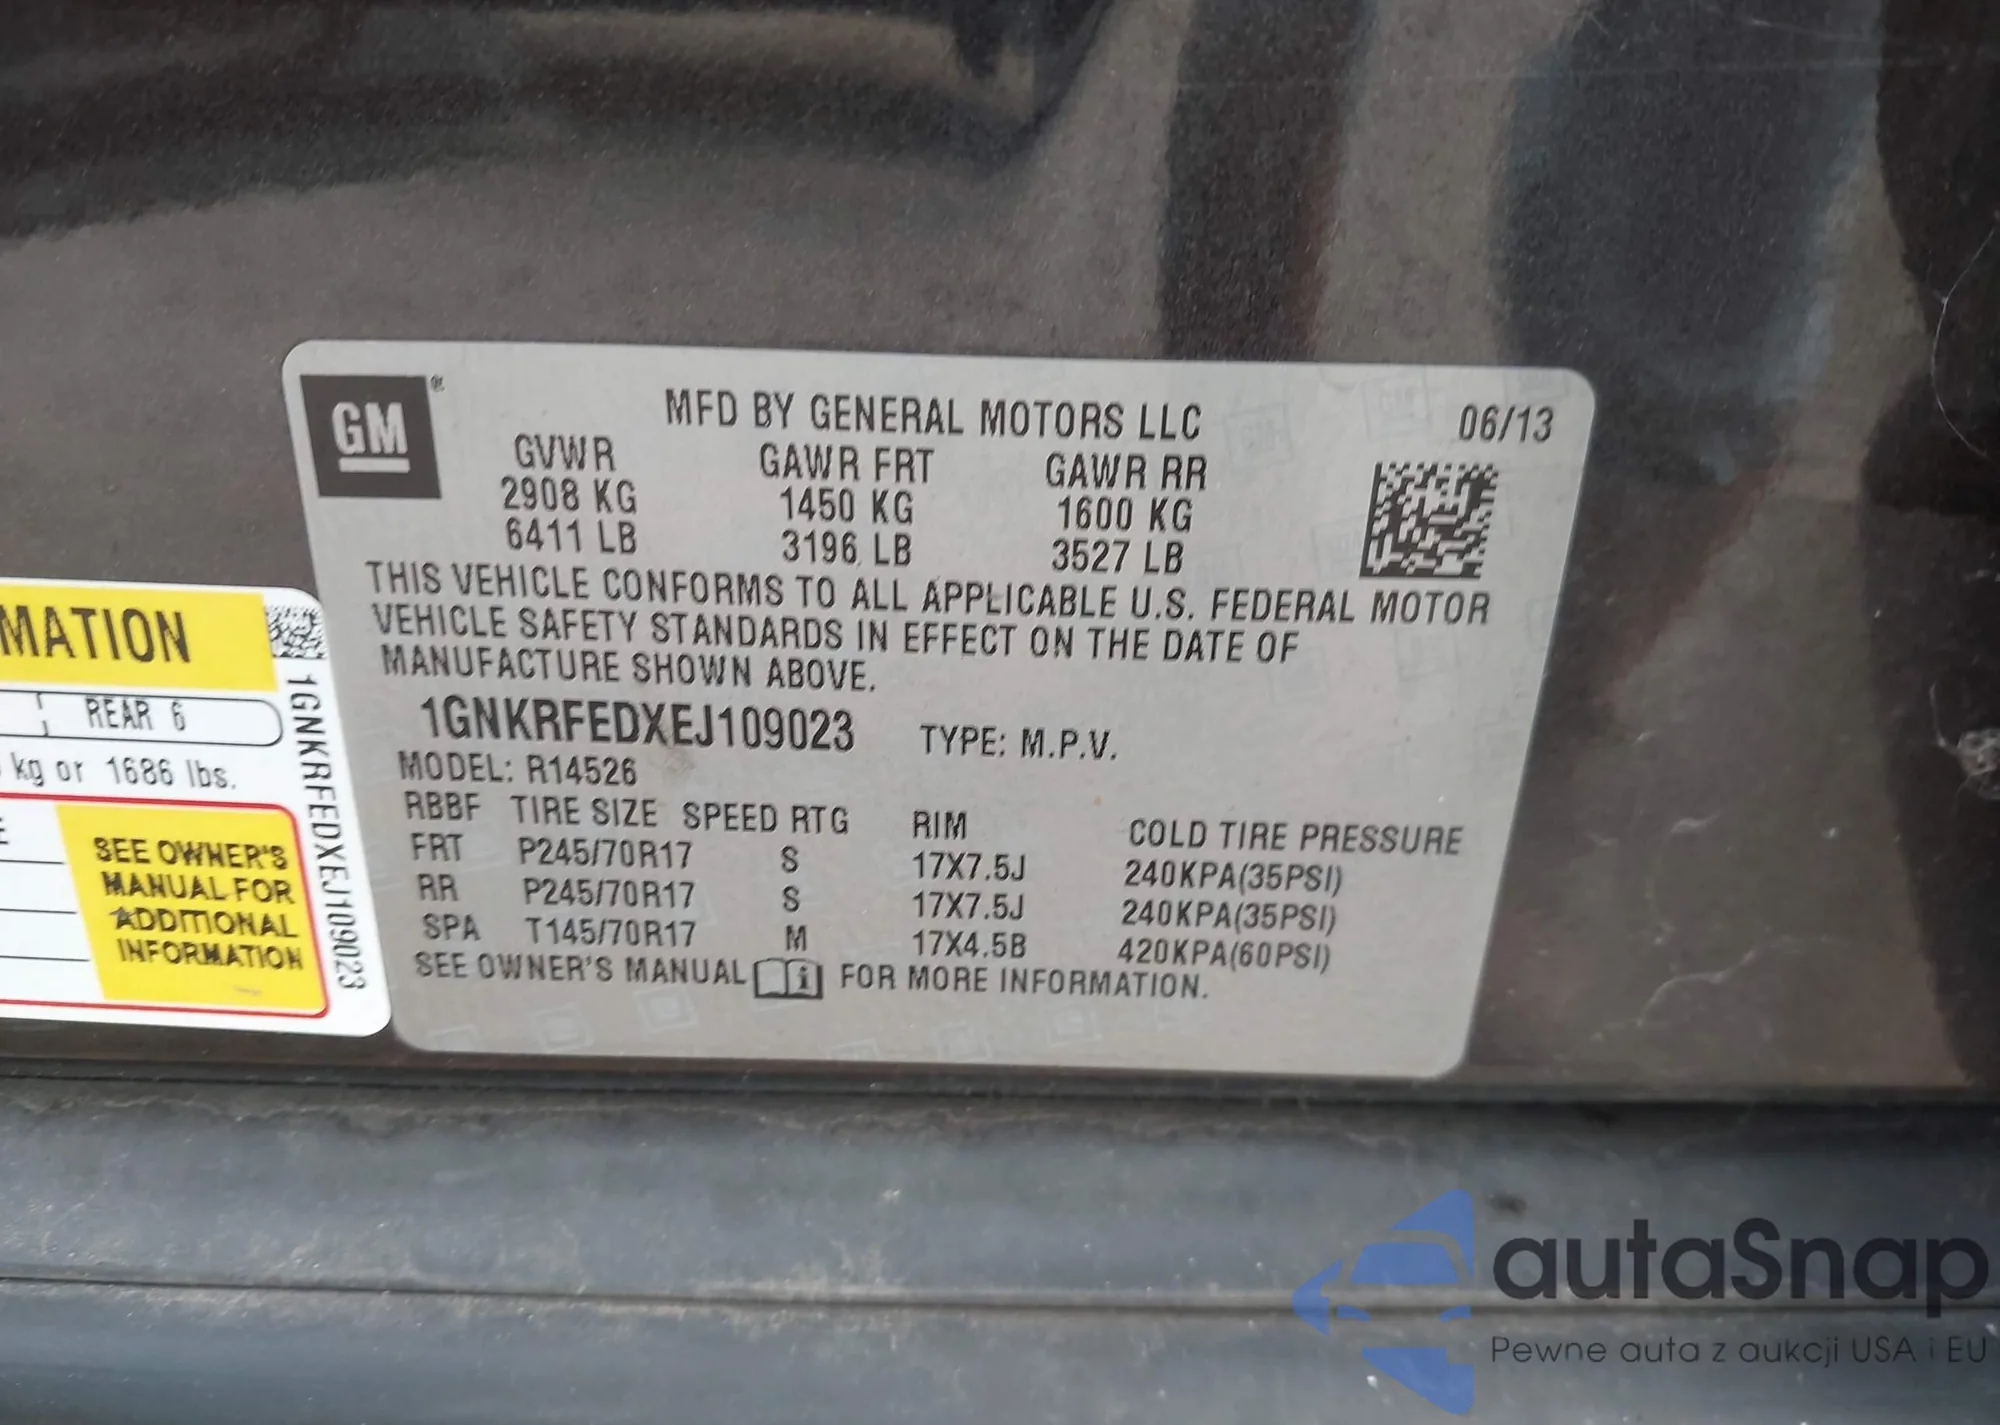 GM ®
MFD BY GENERAL MOTORS LLC 06/13
GVWR GAWR FRT GAWR RR
2908 KG 1450 KG 1600 KG
6411 LB 3196 LB 3527 LB
THIS VEHICLE CONFORMS TO ALL APPLICABLE U.S. FEDERAL MOTOR
VEHICLE SAFETY STANDARDS IN EFFECT ON THE DATE OF
MANUFACTURE SHOWN ABOVE.
1GNKRFEDXEJ109023 TYPE: M.P.V.
MODEL: R14526
RBBF TIRE SIZE SPEED RTG RIM COLD TIRE PRESSURE
FRT P245/70R17 S 17X7.5J 240KPA(35PSI)
RR P245/70R17 S 17X7.5J 240KPA(35PSI)
SPA T145/70R17 M 17X4.5B 420KPA(60PSI)
SEE OWNER'S MANUAL i FOR MORE INFORMATION.
MATION
REAR 6
kg or 1686 lbs.
E
SEE OWNER'S
MANUAL FOR
ADDITIONAL
INFORMATION
1GNKRFEDXEJ109023
autaSnap
Pewne auta z aukcji USA i EU